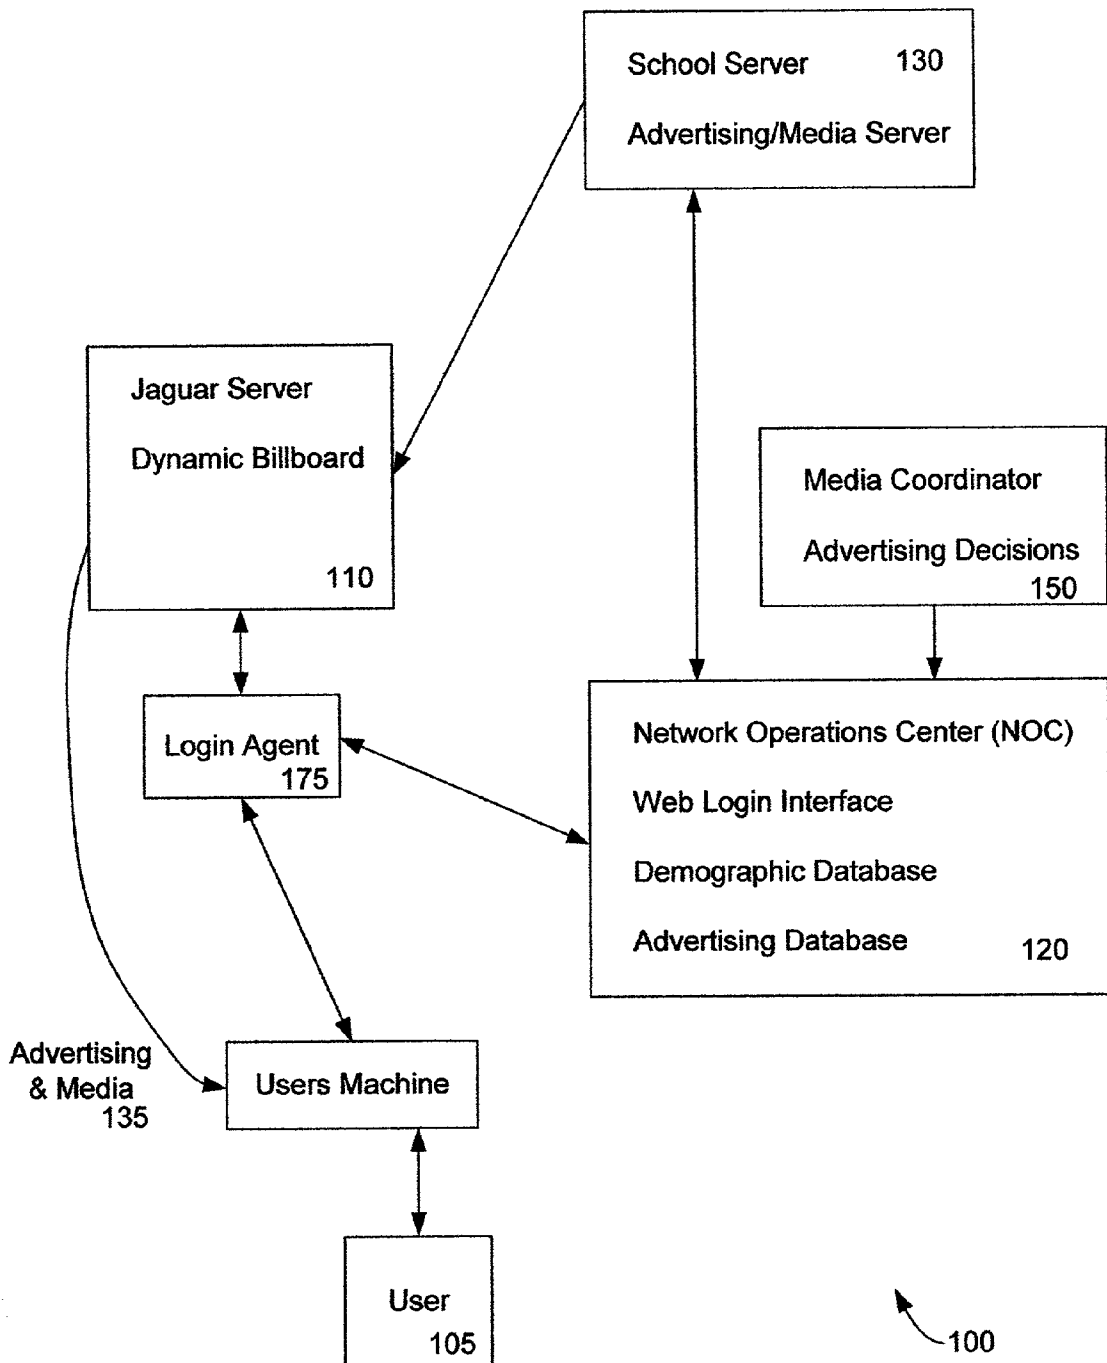 School Server 130
Advertising/Media Server
Jaguar Server
Dynamic Billboard
110
Media Coordinator
Advertising Decisions
150
Login Agent
175
Network Operations Center (NOC)
Web Login Interface
Demographic Database
Advertising Database 120
Advertising
& Media
135
Users Machine
User
105
100